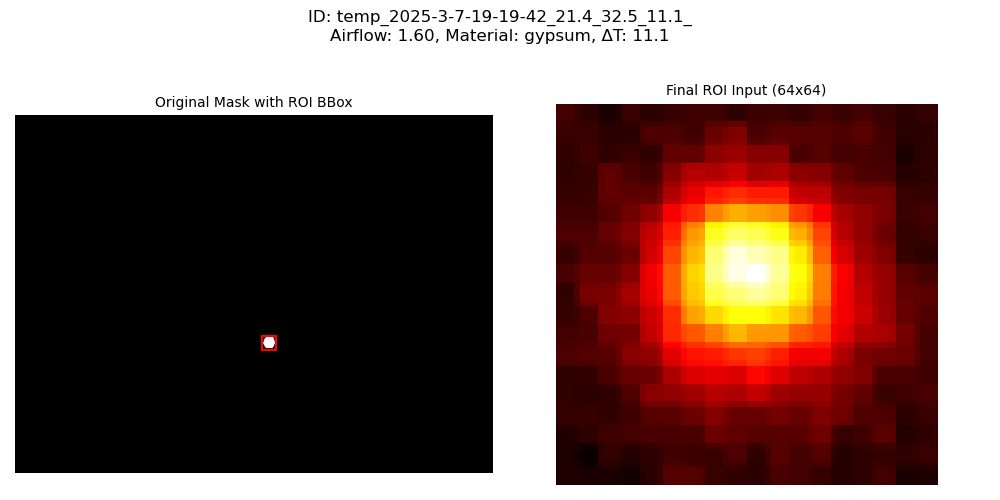 ID: temp_2025-3-7-19-19-42_21.4_32.5_11.1_
Airflow: 1.60, Material: gypsum, ΔT: 11.1
Original Mask with ROI BBox
Final ROI Input (64x64)